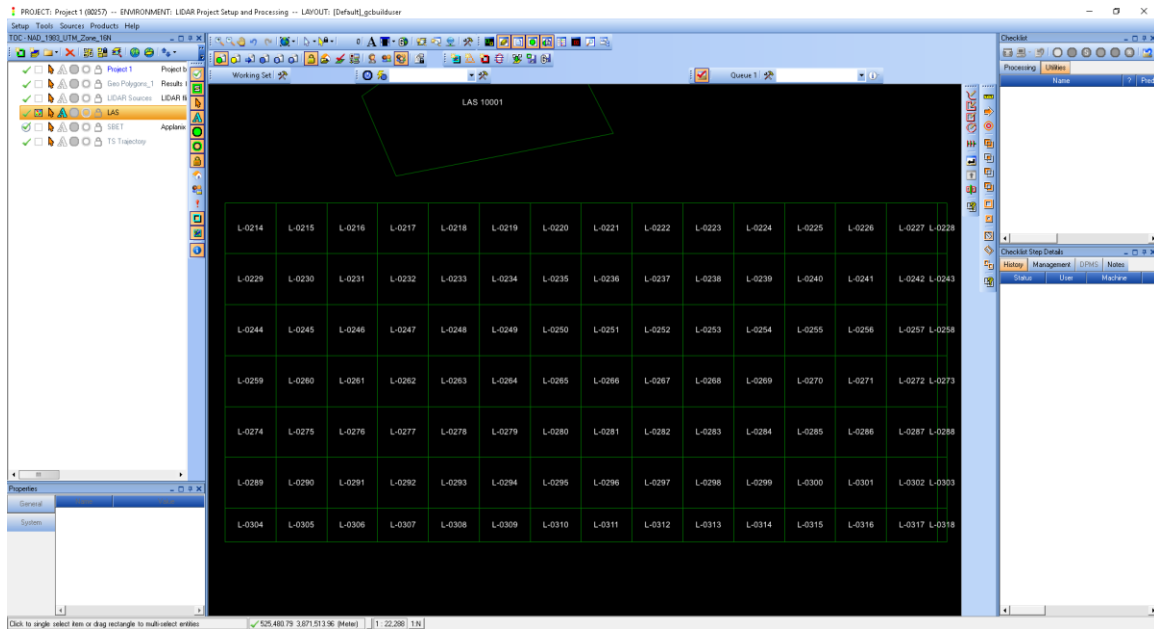 PROJECT: Project 1 (80257) -- ENVIRONMENT: LIDAR Project Setup and Processing -- LAYOUT: [Default]_gcbuilduser
Setup Tools Sources Products Help
TOC - NAD_1983_UTM_Zone_16N
Checklist
Working Set
Queue 1
Processing Utilities
Name ?
Project 1 Project b
Geo Polygons_1 Results
LIDAR Sources LIDAR
LAS
SBET Applanix
TS Trajectory
LAS 10001
L-0214 L-0215 L-0216 L-0217 L-0218 L-0219 L-0220 L-0221 L-0222 L-0223 L-0224 L-0225 L-0226 L-0227 L-0228
L-0229 L-0230 L-0231 L-0232 L-0233 L-0234 L-0235 L-0236 L-0237 L-0238 L-0239 L-0240 L-0241 L-0242 L-0243
Checklist Step Details
History Management DPMS Notes
Status User Machine
L-0244 L-0245 L-0246 L-0247 L-0248 L-0249 L-0250 L-0251 L-0252 L-0253 L-0254 L-0255 L-0256 L-0257 L-0258
L-0259 L-0260 L-0261 L-0262 L-0263 L-0264 L-0265 L-0266 L-0267 L-0268 L-0269 L-0270 L-0271 L-0272 L-0273
L-0274 L-0275 L-0276 L-0277 L-0278 L-0279 L-0280 L-0281 L-0282 L-0283 L-0284 L-0285 L-0286 L-0287 L-0288
L-0289 L-0290 L-0291 L-0292 L-0293 L-0294 L-0295 L-0296 L-0297 L-0298 L-0299 L-0300 L-0301 L-0302 L-0303
L-0304 L-0305 L-0306 L-0307 L-0308 L-0309 L-0310 L-0311 L-0312 L-0313 L-0314 L-0315 L-0316 L-0317 L-0318
Properties
General
System
Click to single select item or drag rectangle to multi-select entities
525,480.79 3,871,513.96 (Meter) 1 : 22,288 1:N